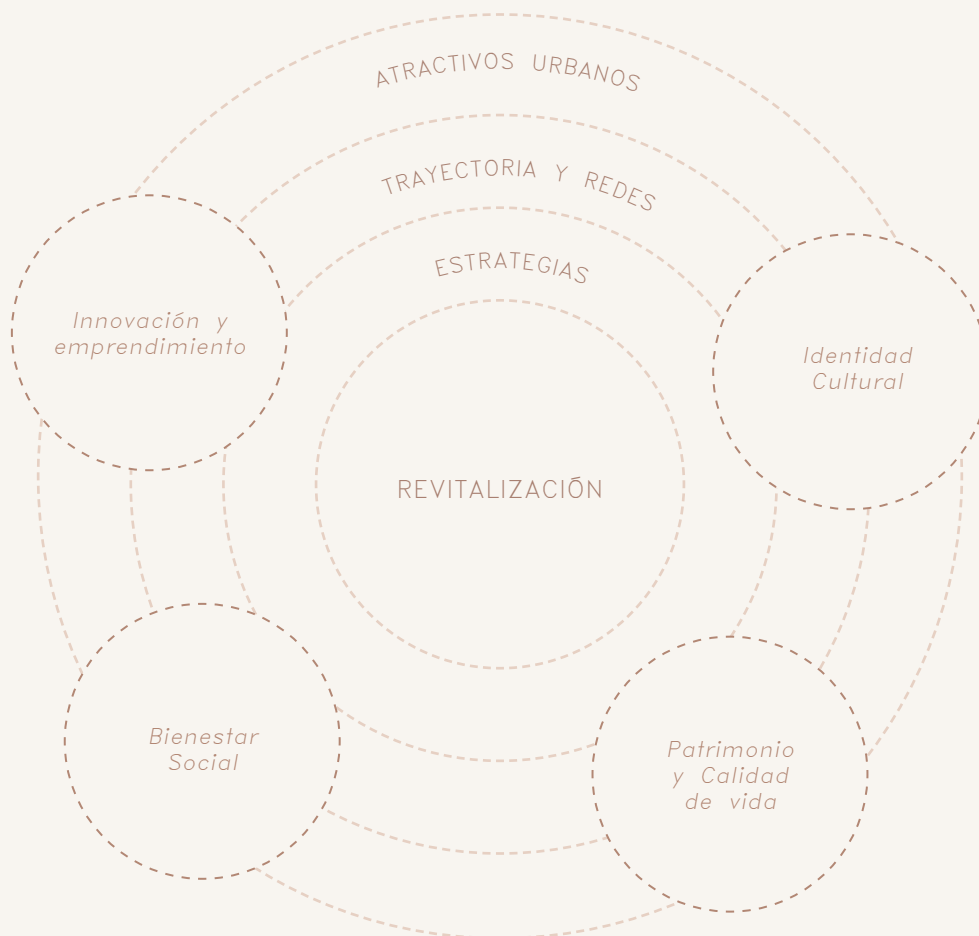 ATRACTIVOS URBANOS
TRAYECTORIA Y REDES
ESTRATEGIAS
Innovación y
emprendimiento
Identidad
Cultural
REVITALIZACIÓN
Bienestar
Social
Patrimonio
y Calidad
de vida